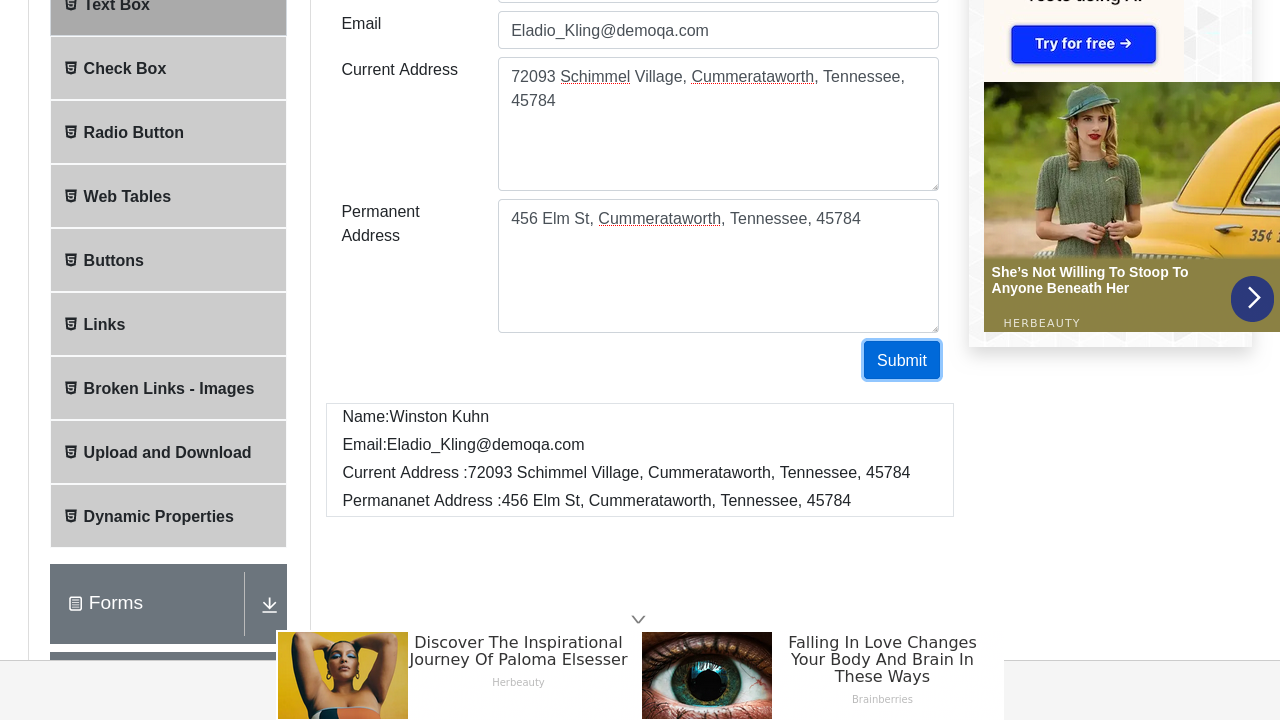 Text Box
Check Box
Radio Button
Web Tables
Buttons
Links
Broken Links - Images
Upload and Download
Dynamic Properties
Forms
Email
Eladio_Kling@demoqa.com
Current Address
72093 Schimmel Village, Cummerataworth, Tennessee,
45784
Permanent
Address
456 Elm St, Cummerataworth, Tennessee, 45784
Submit
Name:Winston Kuhn
Email:Eladio_Kling@demoqa.com
Current Address :72093 Schimmel Village, Cummerataworth, Tennessee, 45784
Permananet Address :456 Elm St, Cummerataworth, Tennessee, 45784
Try for free →
35¢
She's Not Willing To Stoop To
Anyone Beneath Her
HERBEAUTY
Discover The Inspirational
Journey Of Paloma Elsesser
Herbeauty
Falling In Love Changes
Your Body And Brain In
These Ways
Brainberries